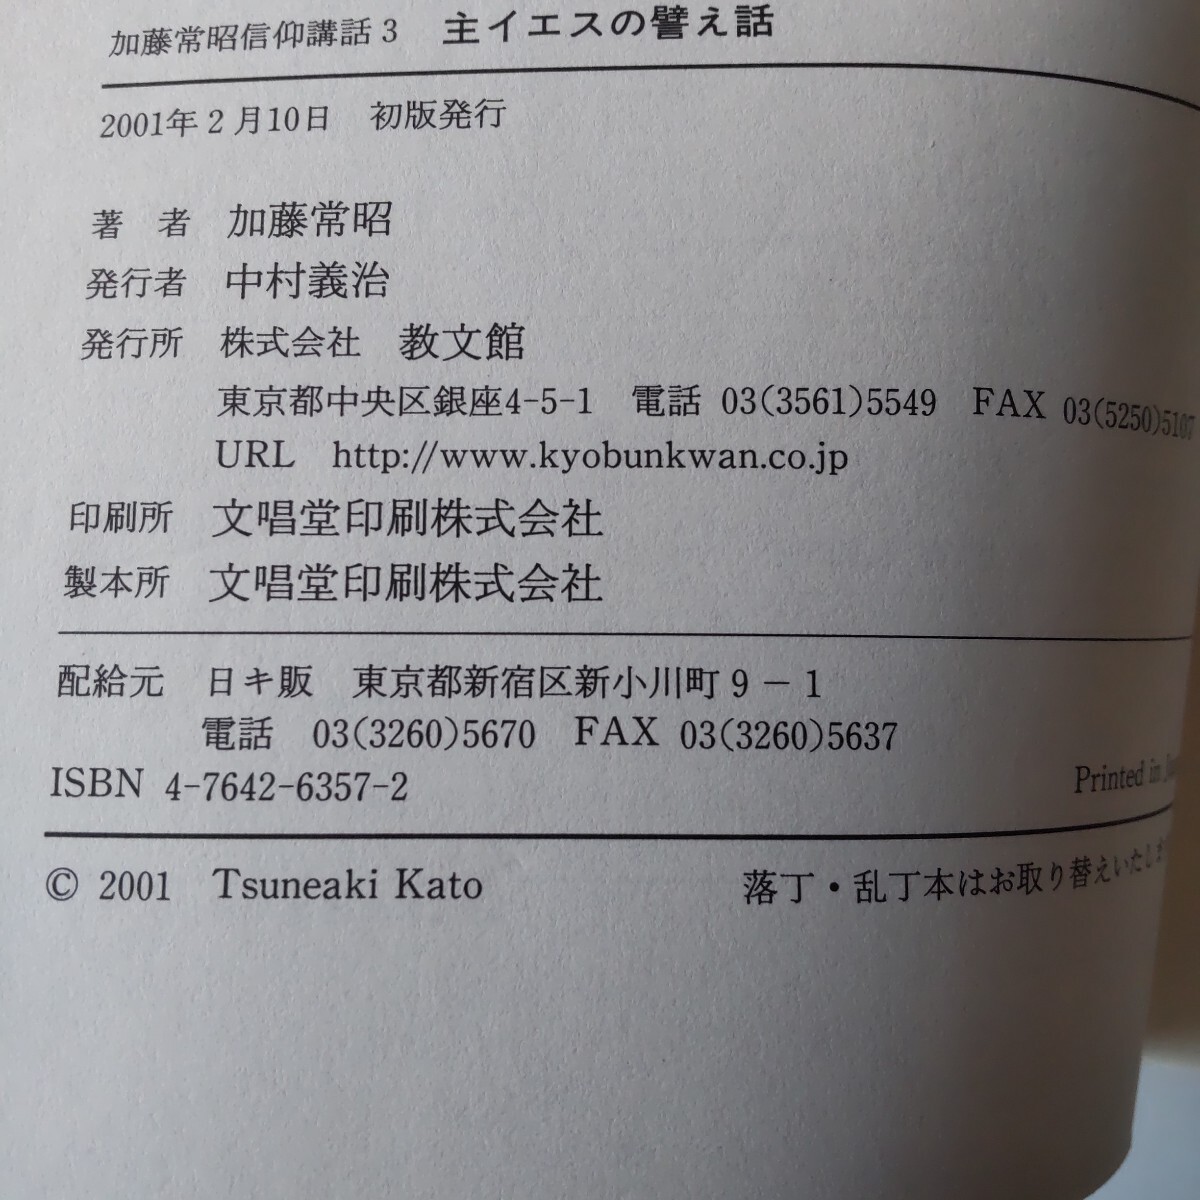 加藤常昭信仰講話3　主イエスの譬え話
2001年2月10日　初版発行
著　者　加藤常昭
発行者　中村義治
発行所　株式会社　教文館
東京都中央区銀座4-5-1　電話 03(3561)5549　FAX 03(5250)5107
URL　http://www.kyobunkwan.co.jp
印刷所　文唱堂印刷株式会社
製本所　文唱堂印刷株式会社
配給元　日キ販　東京都新宿区新小川町9－1
電話　03(3260)5670　FAX 03(3260)5637
ISBN 4-7642-6357-2
Printed in
© 2001　Tsuneaki Kato
落丁・乱丁本はお取り替えいたしま